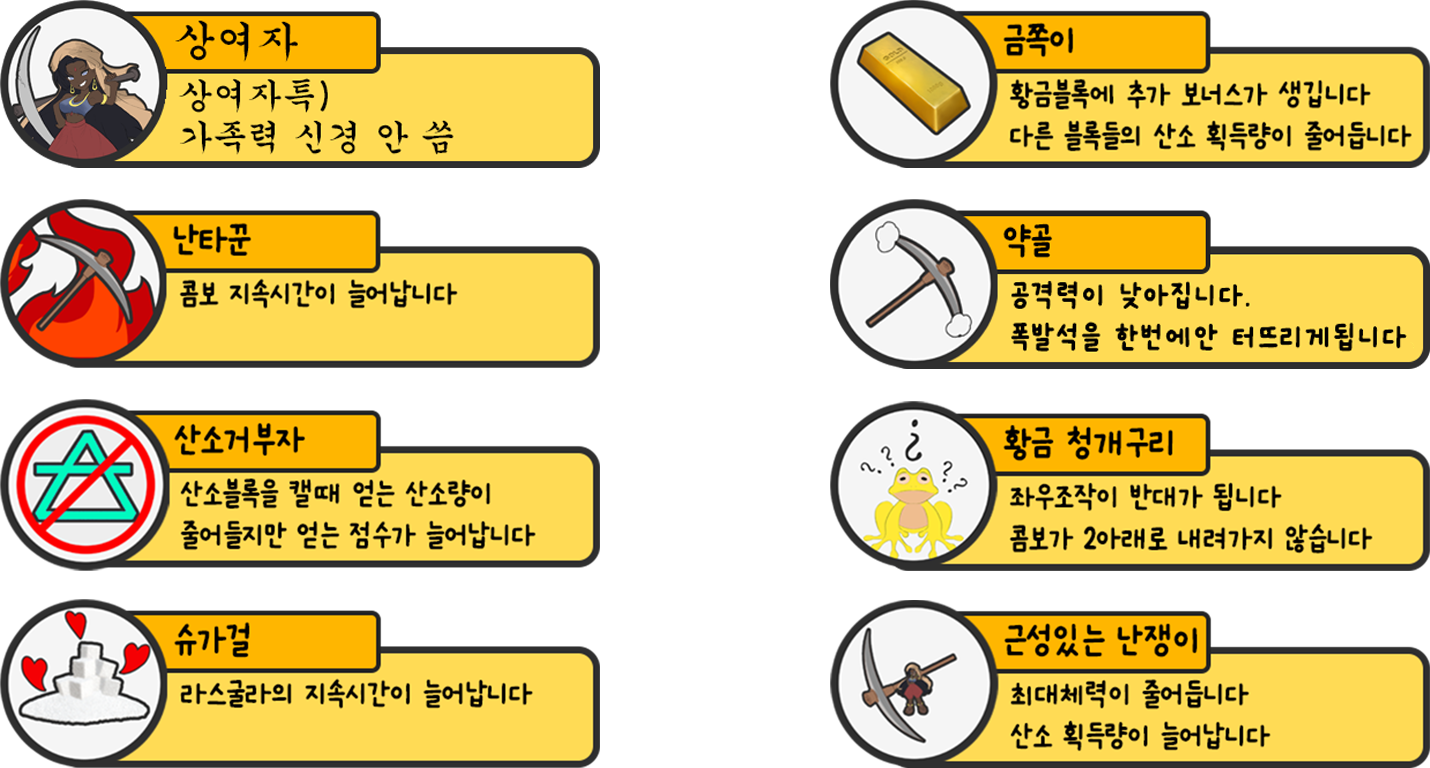 상여자
상여자특)
가족력 신경 안 씀
난타꾼
콤보 지속시간이 늘어납니다
산소거부자
산소블록을 캘때 얻는 산소량이
줄어들지만 얻는 점수가 늘어납니다
슈가걸
라스굴라의 지속시간이 늘어납니다
금쪽이
황금블록에 추가 보너스가 생깁니다
다른 블록들의 산소 획득량이 줄어듭니다
약골
공격력이 낮아집니다.
폭발석을 한번에안 터뜨리게됩니다
¿
???
???
황금 청개구리
좌우조작이 반대가 됩니다
콤보가 2아래로 내려가지 않습니다
근성있는 난쟁이
최대체력이 줄어듭니다
산소 획득량이 늘어납니다